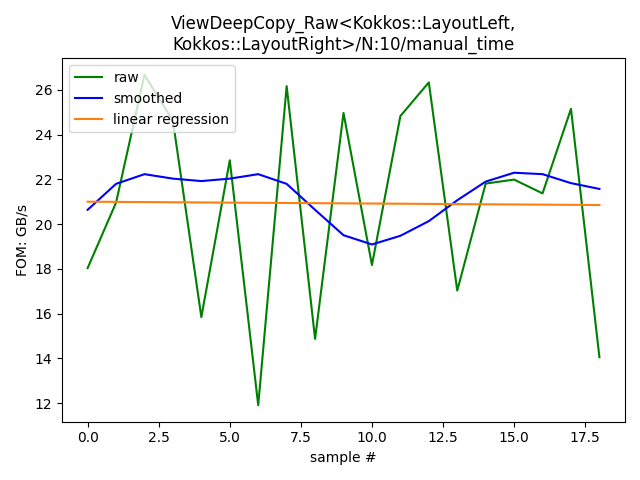 ViewDeepCopy_Raw<Kokkos::LayoutLeft,
Kokkos::LayoutRight>/N:10/manual_time
raw
smoothed
linear regression
FOM: GB/s
26
24
22
20
18
16
14
12
0.0 2.5 5.0 7.5 10.0 12.5 15.0 17.5
sample #